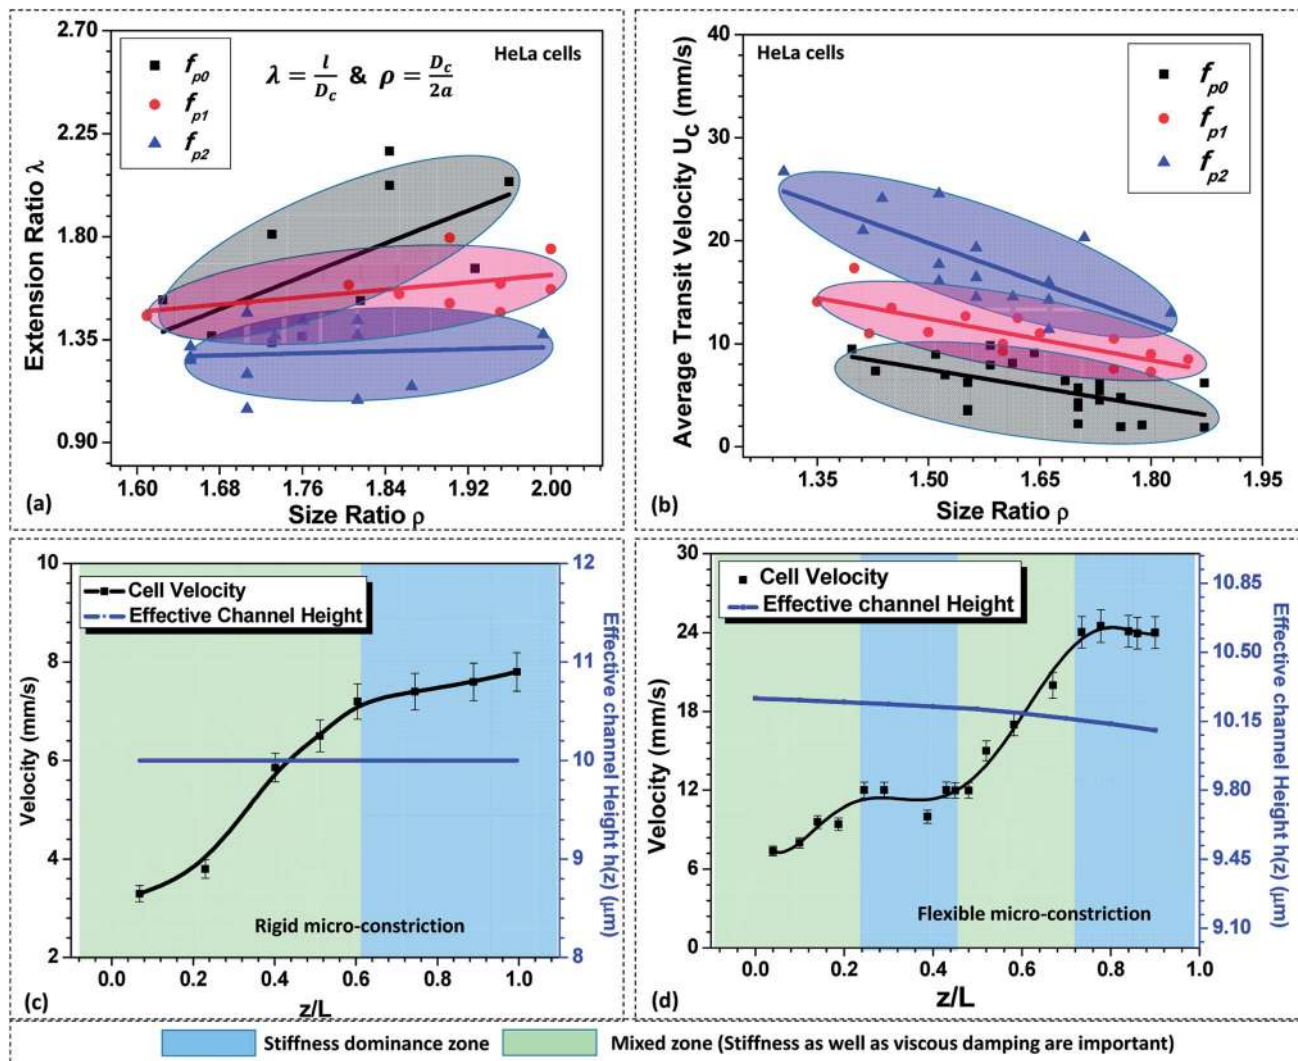 2.70
2.25
1.80
1.35
0.90
Extension Ratio λ
f_p0
f_p1
f_p2
λ = l/D_c & ρ = D_c/2a
HeLa cells
1.60 1.68 1.76 1.84 1.92 2.00
(a)
Size Ratio ρ
40
30
20
10
0
Average Transit Velocity U_C (mm/s)
HeLa cells
f_p0
f_p1
f_p2
1.35 1.50 1.65 1.80 1.95
(b)
Size Ratio ρ
10
8
6
4
2
Velocity (mm/s)
Cell Velocity
Effective Channel Height
12
11
10
9
8
Effective channel Height h(z) (μm)
Rigid micro-constriction
0.0 0.2 0.4 0.6 0.8 1.0
(c)
z/L
30
24
18
12
6
0
Velocity (mm/s)
Cell Velocity
Effective channel Height
10.85
10.50
10.15
9.80
9.45
9.10
Effective channel Height h(z) (μm)
Flexible micro-constriction
0.0 0.2 0.4 0.6 0.8 1.0
(d)
z/L
Stiffness dominance zone
Mixed zone (Stiffness as well as viscous damping are important)